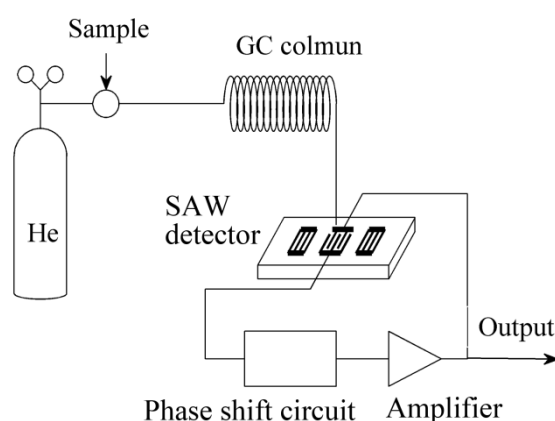 Sample
GC colmun
He
SAW
detector
Output
Phase shift circuit
Amplifier